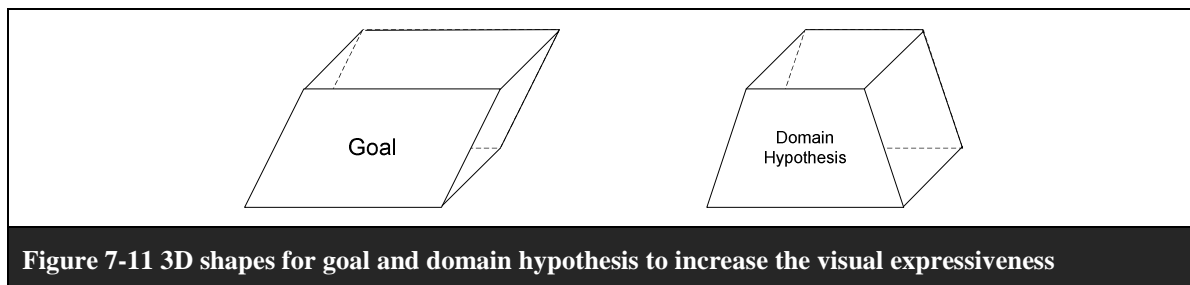 Goal
Domain
Hypothesis
Figure 7-11 3D shapes for goal and domain hypothesis to increase the visual expressiveness